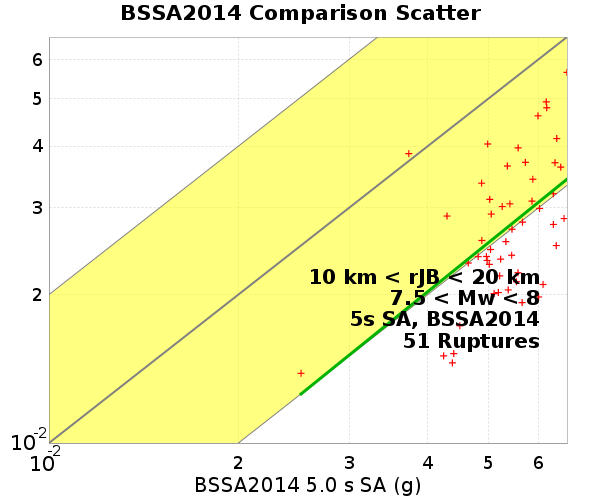 BSSA2014 Comparison Scatter
6
5
4
3
2
10-2
10-2
2
3
4
5
6
10 km < rJB < 20 km
7.5 < Mw < 8
5s SA, BSSA2014
51 Ruptures
BSSA2014 5.0 s SA (g)